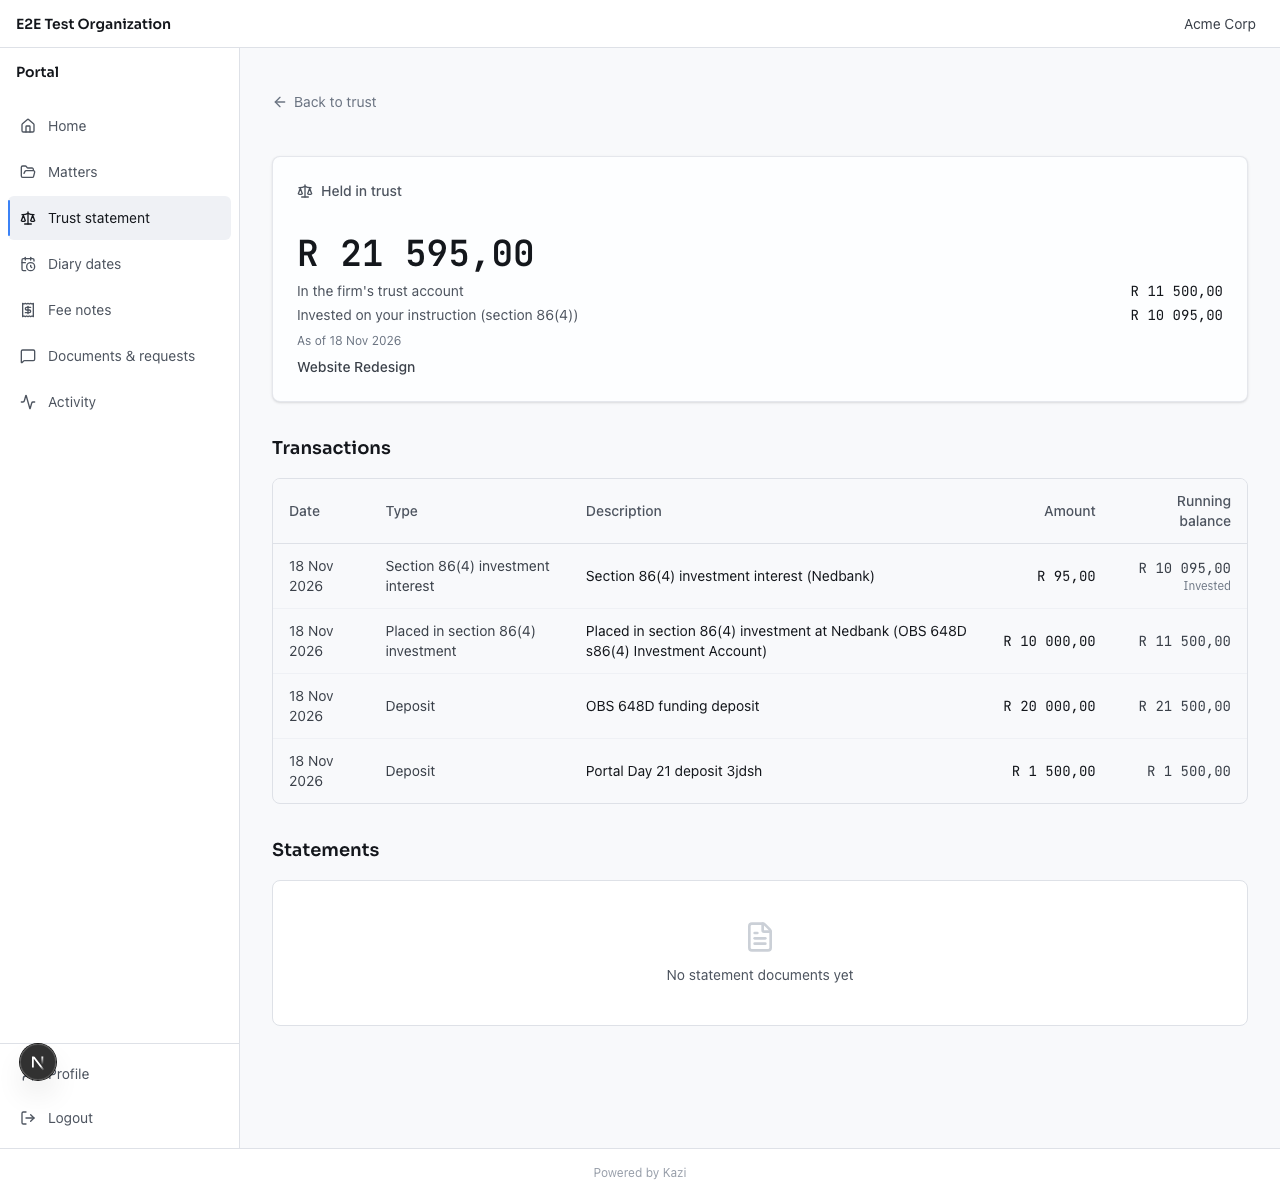 E2E Test Organization
Acme Corp
Portal
Home
Matters
Trust statement
Diary dates
Fee notes
Documents & requests
Activity
Back to trust
Held in trust
R 21 595,00
In the firm's trust account R 11 500,00
Invested on your instruction (section 86(4)) R 10 095,00
As of 18 Nov 2026
Website Redesign
Transactions
Date Type Description Amount Running balance
18 Nov 2026 Section 86(4) investment interest Section 86(4) investment interest (Nedbank) R 95,00 R 10 095,00 Invested
18 Nov 2026 Placed in section 86(4) investment Placed in section 86(4) investment at Nedbank (OBS 648D s86(4) Investment Account) R 10 000,00 R 11 500,00
18 Nov 2026 Deposit OBS 648D funding deposit R 20 000,00 R 21 500,00
18 Nov 2026 Deposit Portal Day 21 deposit 3jdsh R 1 500,00 R 1 500,00
Statements
No statement documents yet
N
Profile
Logout
Powered by Kazi